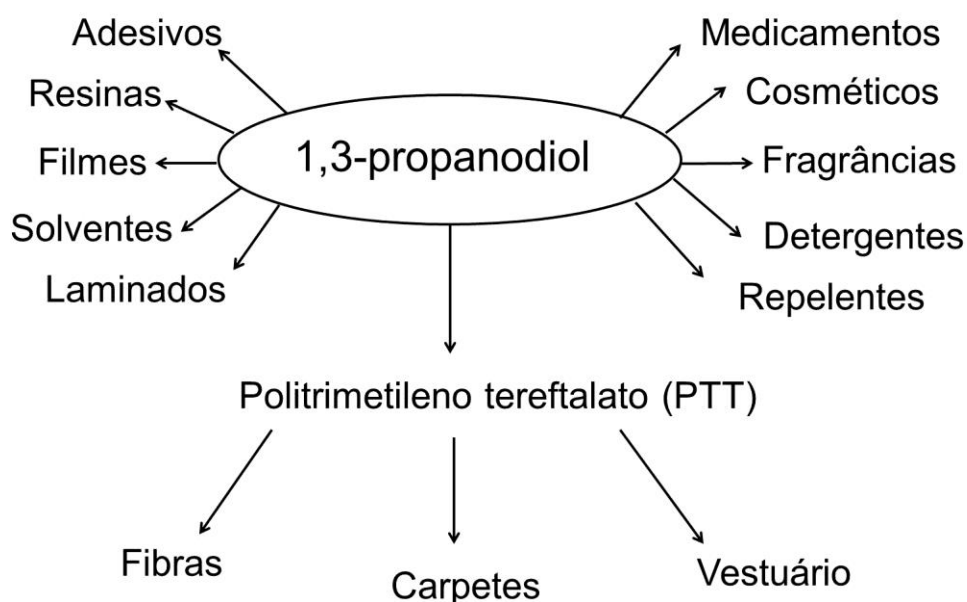 Adesivos
Medicamentos
Resinas
Cosméticos
1,3-propanodiol
Filmes
Fragrâncias
Solventes
Detergentes
Laminados
Repelentes
Politrimetileno tereftalato (PTT)
Fibras
Carpetes
Vestuário